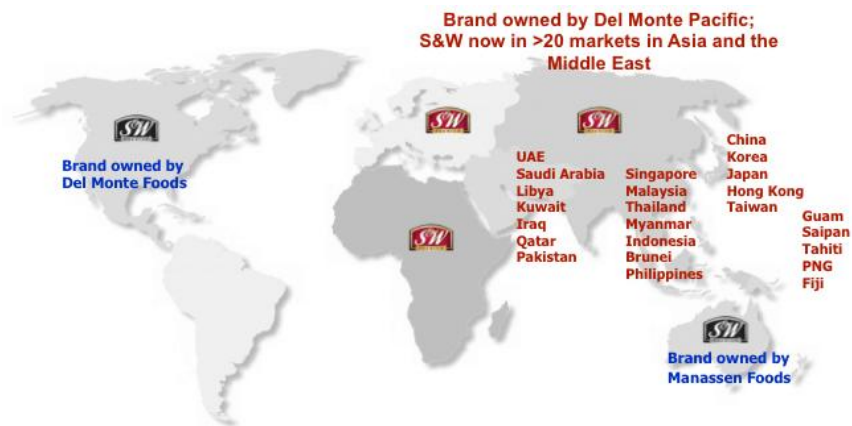 Brand owned by Del Monte Pacific;
S&W now in >20 markets in Asia and the
Middle East
S&W
S&W
S&W
Brand owned by
Del Monte Foods
UAE
Saudi Arabia
Libya
Kuwait
Iraq
Qatar
Pakistan
Singapore
Malaysia
Thailand
Myanmar
Indonesia
Brunei
Philippines
China
Korea
Japan
Hong Kong
Taiwan
Guam
Saipan
Tahiti
PNG
Fiji
S&W
S&W
Brand owned by
Manassen Foods